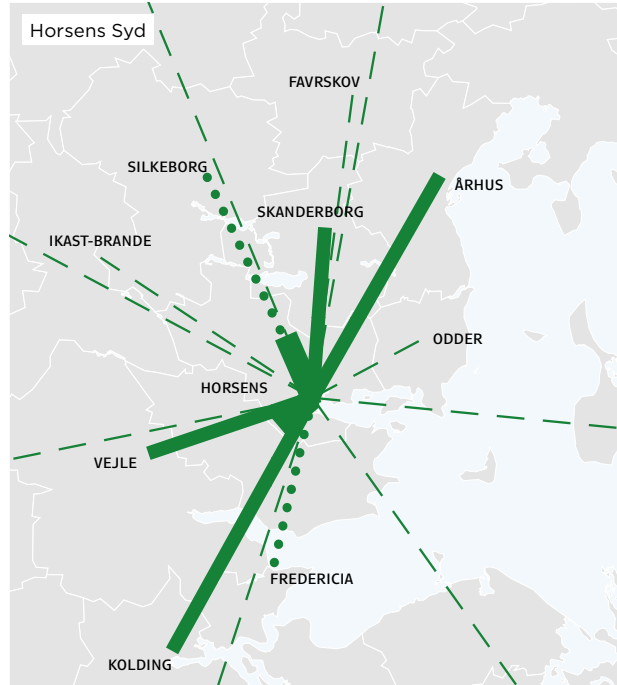 Horsens Syd
FAVRSKOV
SILKEBORG
ÅRHUS
SKANDERBORG
IKAST-BRANDE
ODDER
HORSENS
VEJLE
FREDERICIA
KOLDING